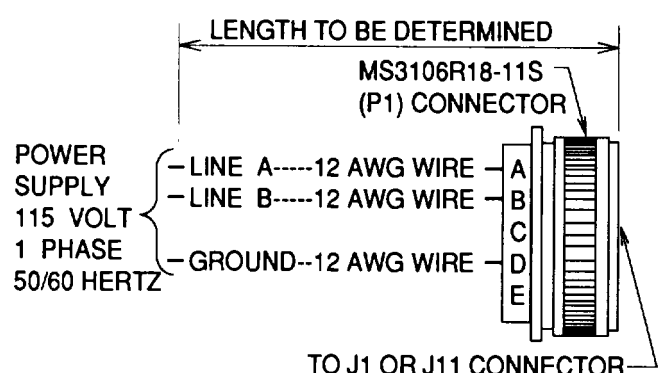 LENGTH TO BE DETERMINED
MS3106R18-11S
(P1) CONNECTOR
POWER
SUPPLY
115 VOLT
1 PHASE
50/60 HERTZ
LINE A-----12 AWG WIRE
LINE B-----12 AWG WIRE
GROUND--12 AWG WIRE
A
B
C
D
E
TO J1 OR J11 CONNECTOR